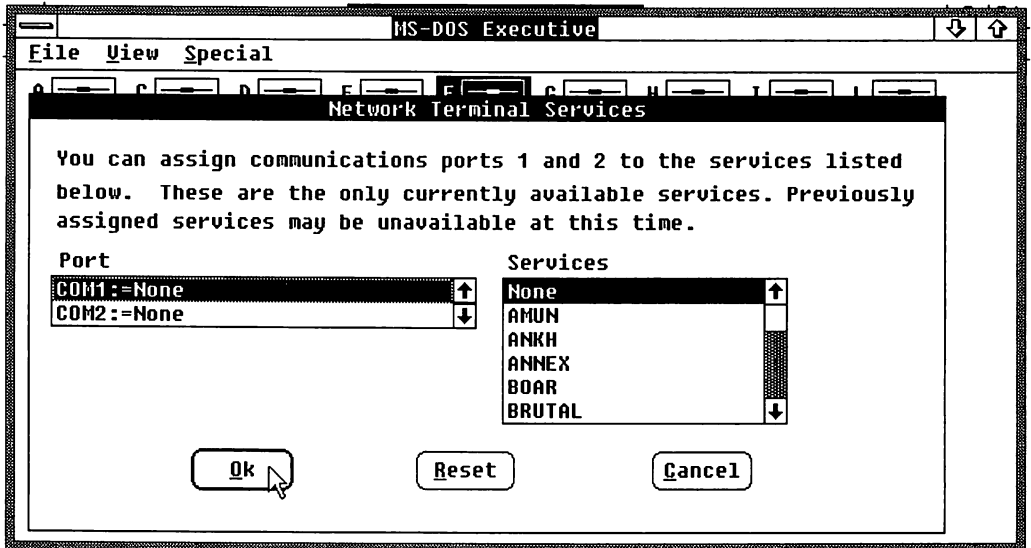 MS-DOS Executive
File View Special
A C D E F G H I J
Network Terminal Services
You can assign communications ports 1 and 2 to the services listed
below. These are the only currently available services. Previously
assigned services may be unavailable at this time.
Port
Services
COM1:=None
COM2:=None
None
AMUN
ANKH
ANNEX
BOAR
BRUTAL
Ok
Reset
Cancel